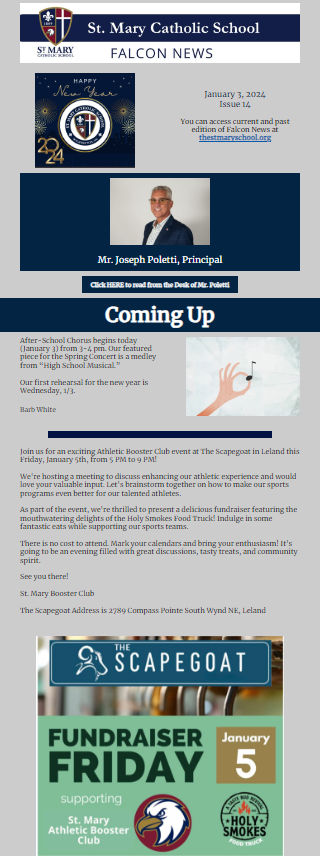 St. Mary Catholic School
ST MARY
CATHOLIC SCHOOL
FALCON NEWS
HAPPY
New Year
2024
January 3, 2024
Issue 14
You can access current and past
edition of Falcon News at
thestmaryschool.org
Mr. Joseph Poletti, Principal
Click HERE to read from the Desk of Mr. Poletti
Coming Up
After-School Chorus begins today
(January 3) from 3-4 pm. Our featured
piece for the Spring Concert is a medley
from "High School Musical."
Our first rehearsal for the new year is
Wednesday, 1/3.
Barb White
Join us for an exciting Athletic Booster Club event at The Scapegoat in Leland this
Friday, January 5th, from 5 PM to 9 PM!
We're hosting a meeting to discuss enhancing our athletic experience and would
love your valuable input. Let's brainstorm together on how to make our sports
programs even better for our talented athletes.
As part of the event, we're thrilled to present a delicious fundraiser featuring the
mouthwatering delights of the Holy Smokes Food Truck! Indulge in some
fantastic eats while supporting our sports teams.
There is no cost to attend. Mark your calendars and bring your enthusiasm! It's
going to be an evening filled with great discussions, tasty treats, and community
spirit.
See you there!
St. Mary Booster Club
The Scapegoat Address is 2789 Compass Pointe South Wynd NE, Leland
THE
SCAPEGOAT
FUNDRAISER
FRIDAY
January
5
supporting
St. Mary
Athletic Booster
Club
HOLY
SMOKES
FOOD TRUCK